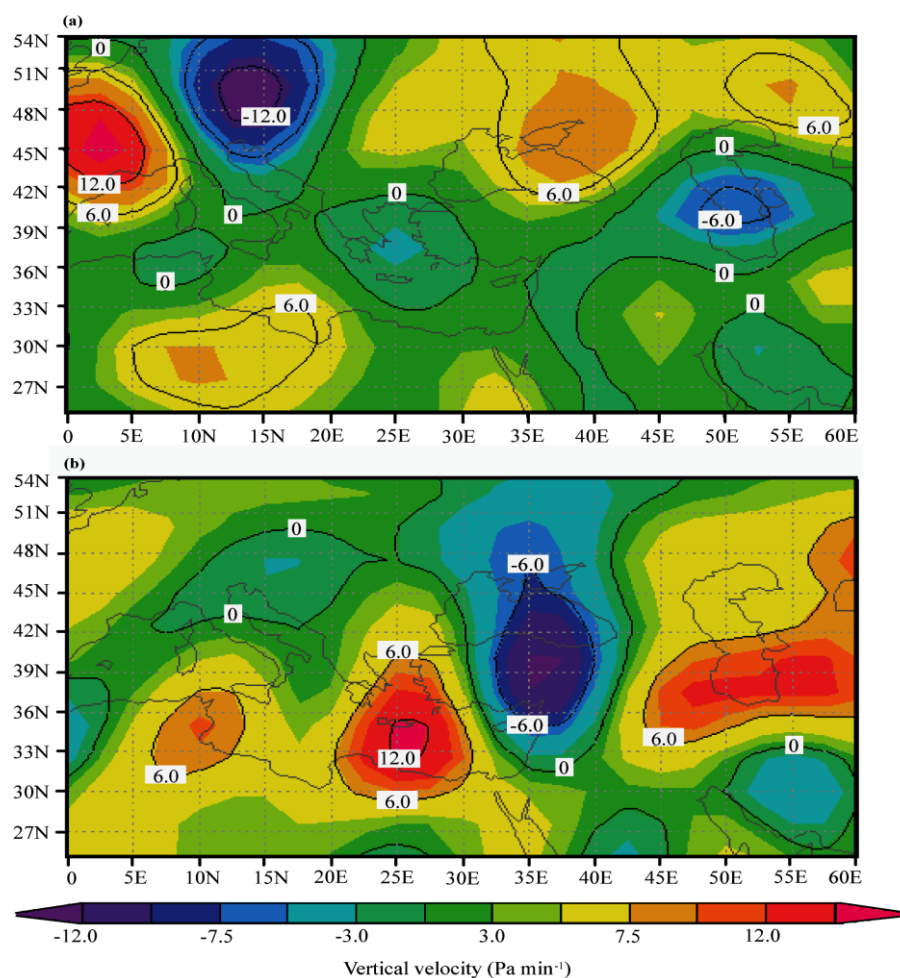 (a)
54N
0
51N
48N
-12.0
6.0
45N
0
12.0
42N
6.0
0
0
-6.0
39N
0
36N
0
33N
6.0
0
30N
27N
0 5E 10N 15N 20E 25E 30E 35E 40E 45E 50E 55E 60E
(b)
54N
51N
0
48N
-6.0
45N
42N
0
6.0
39N
36N
-6.0
6.0
33N
12.0
0
0
6.0
30N
6.0
27N
0 5E 10N 15N 20E 25E 30E 35E 40E 45E 50E 55E 60E
-12.0 -7.5 -3.0 3.0 7.5 12.0
Vertical velocity (Pa min⁻¹)